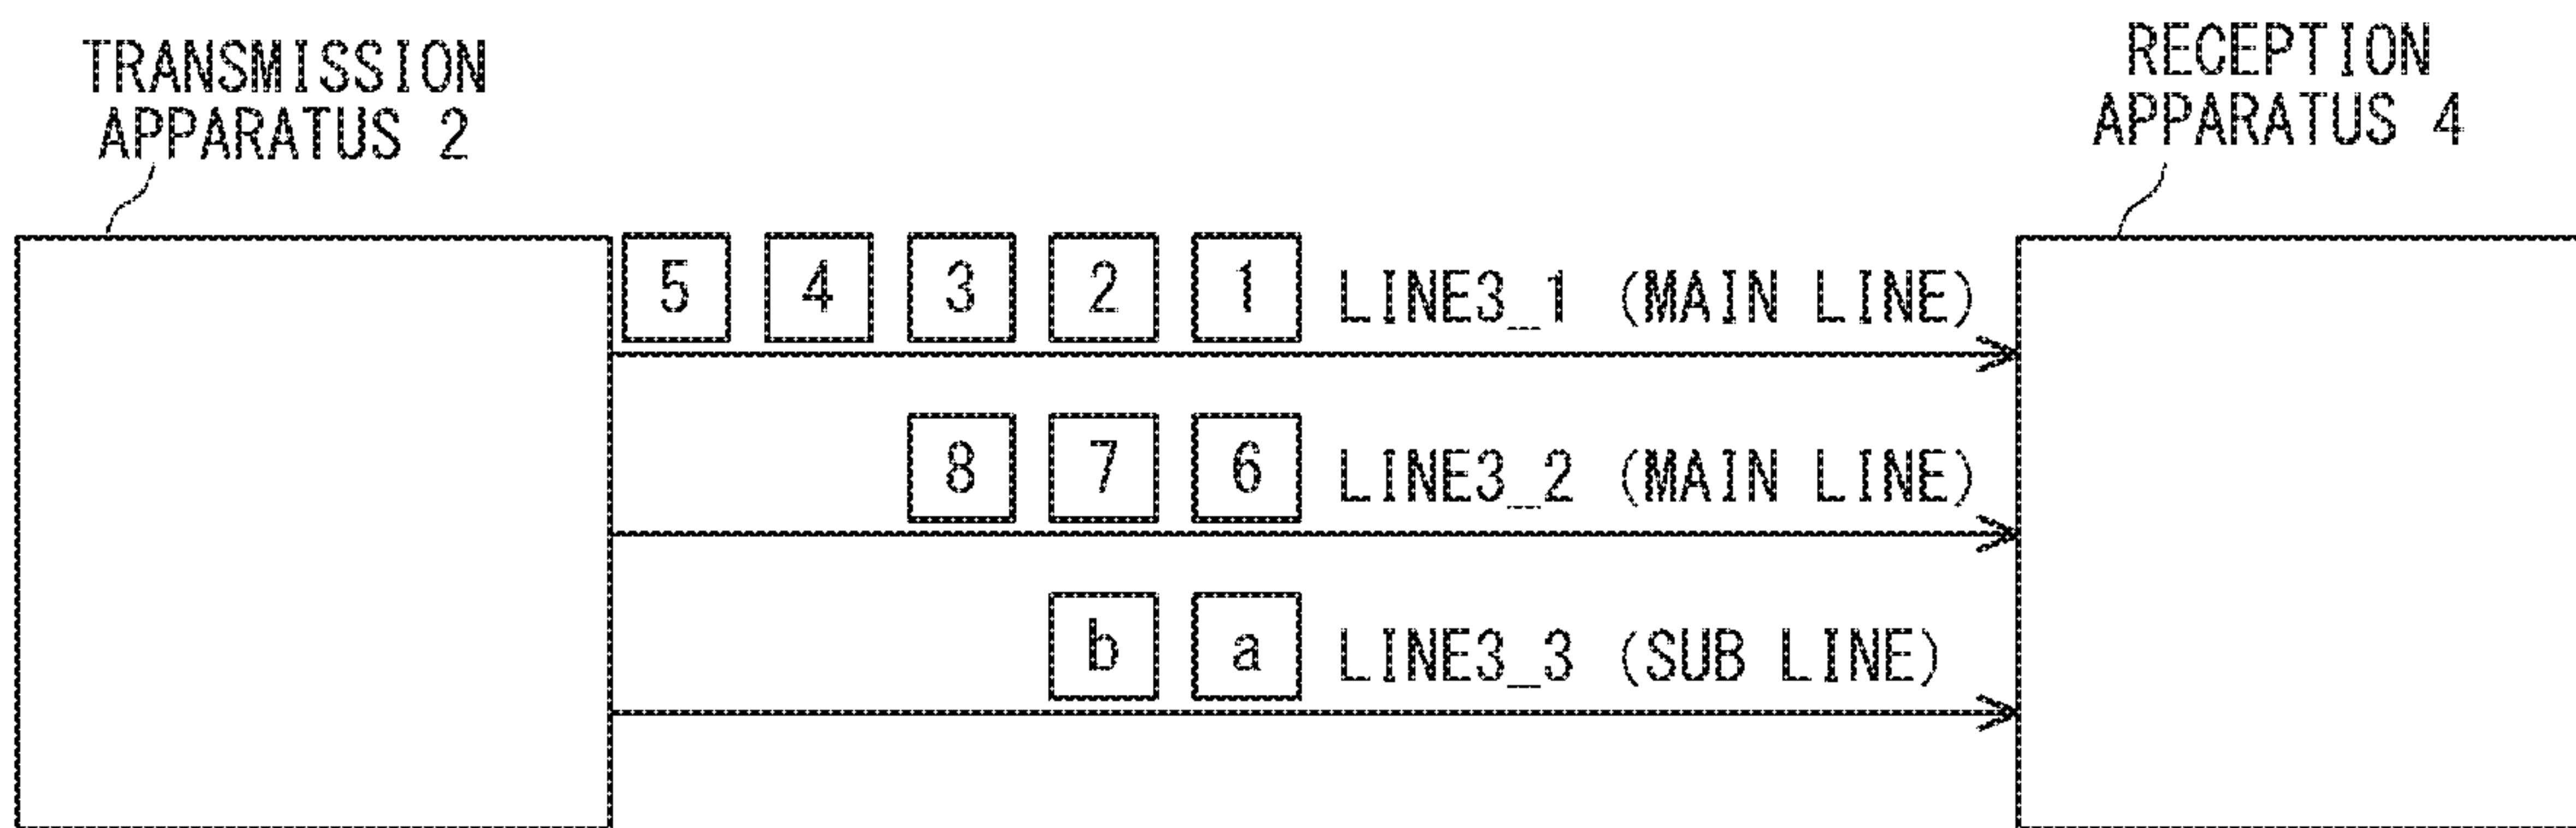 TRANSMISSION
APPARATUS 2
RECEPTION
APPARATUS 4
5 4 3 2 1 LINE3_1 (MAIN LINE)
8 7 6 LINE3_2 (MAIN LINE)
b a LINE3_3 (SUB LINE)